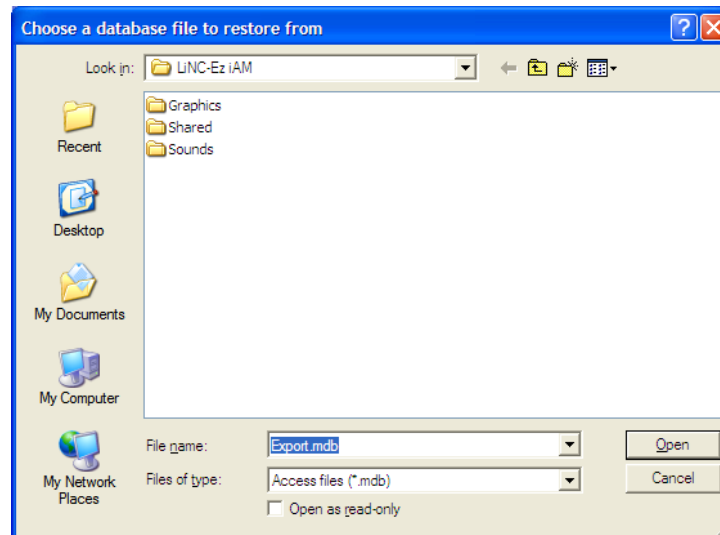 Choose a database file to restore from
Look in: LiNC-Ez iAM
Graphics
Shared
Sounds
Recent
Desktop
My Documents
My Computer
My Network
Places
File name: Export.mdb Open
Files of type: Access files (*.mdb) Cancel
Open as read-only